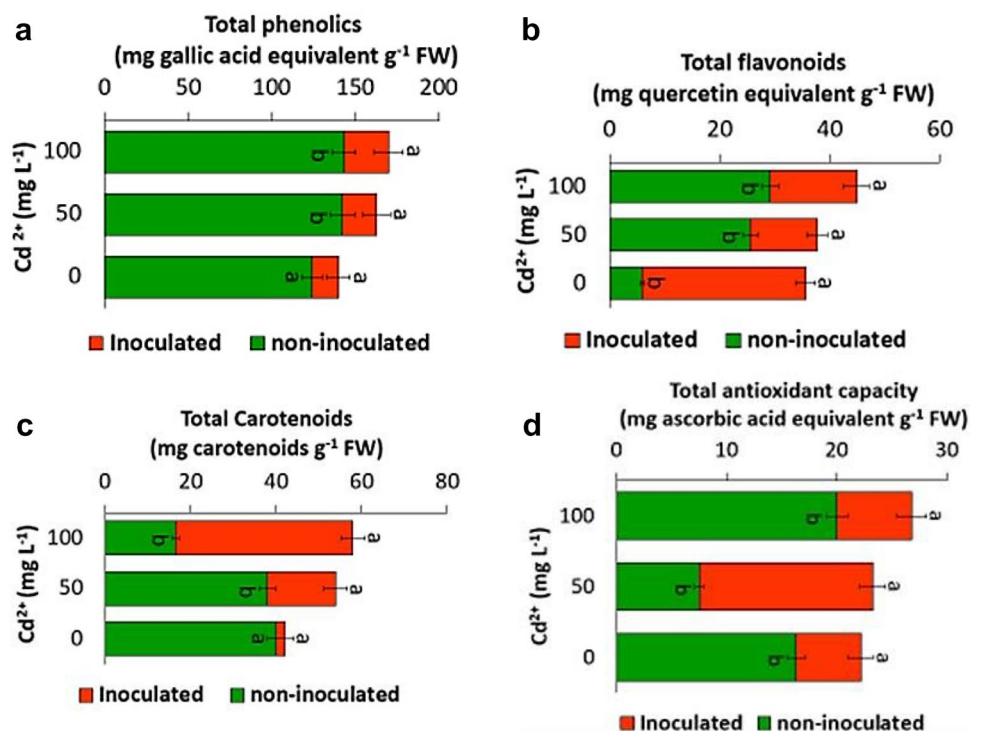 a
Total phenolics
(mg gallic acid equivalent g⁻¹ FW)
0 50 100 150 200
Cd ²⁺ (mg L⁻¹)
100
b a
50
b a
0
a a
Inoculated non-inoculated
b
Total flavonoids
(mg quercetin equivalent g⁻¹ FW)
0 20 40 60
Cd²⁺ (mg L⁻¹)
100
b a
50
b a
0
b a
Inoculated non-inoculated
c
Total Carotenoids
(mg carotenoids g⁻¹ FW)
0 20 40 60 80
Cd²⁺ (mg L⁻¹)
100
b a
50
b a
0
a a
Inoculated non-inoculated
d
Total antioxidant capacity
(mg ascorbic acid equivalent g⁻¹ FW)
0 10 20 30
Cd²⁺ (mg L⁻¹)
100
b a
50
b a
0
b a
Inoculated non-inoculated